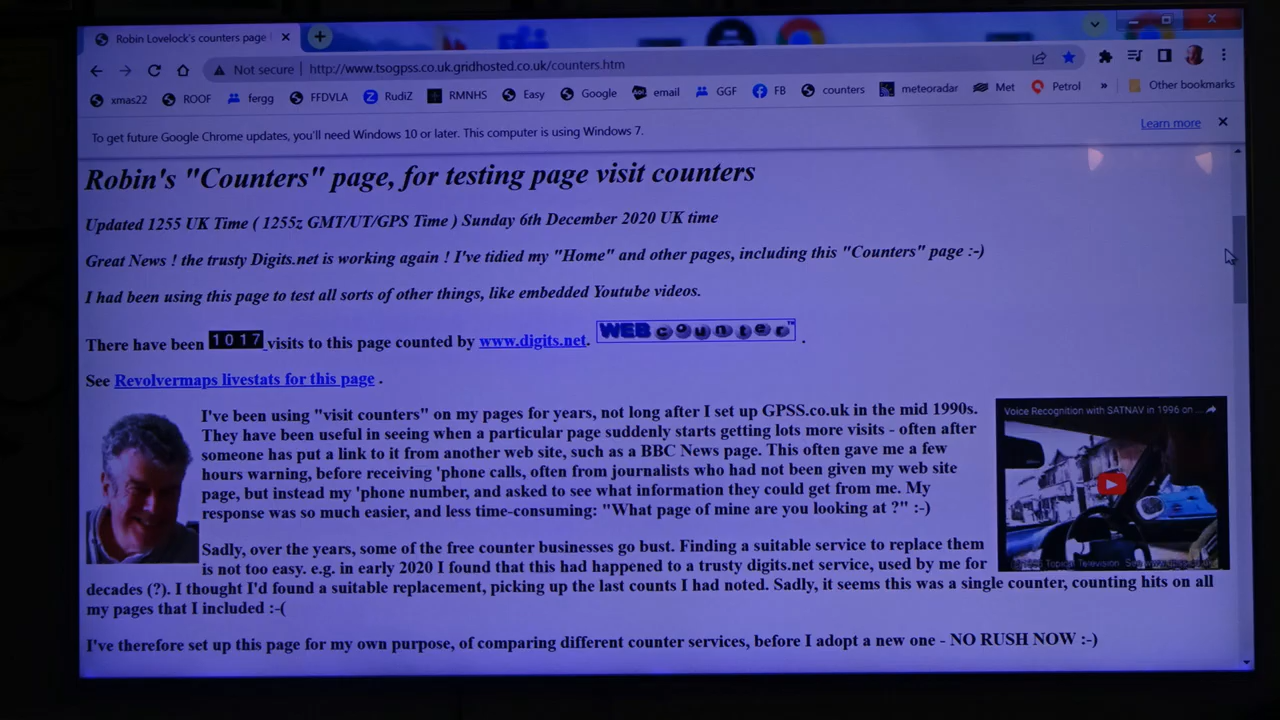 Robin Lovelock's counters page
Not secure | http://www.tsogpss.co.uk.gridhosted.co.uk/counters.htm
xmas22 ROOF fergg FFDVLA RudiZ RMNHS Easy Google email GGF FB counters meteoradar Met Petrol » Other bookmarks
To get future Google Chrome updates, you'll need Windows 10 or later. This computer is using Windows 7. Learn more
Robin's "Counters" page, for testing page visit counters
Updated 1255 UK Time ( 1255z GMT/UT/GPS Time ) Sunday 6th December 2020 UK time
Great News ! the trusty Digits.net is working again ! I've tidied my "Home" and other pages, including this "Counters" page :-)
I had been using this page to test all sorts of other things, like embedded Youtube videos.
There have been 1017 visits to this page counted by www.digits.net. WEB counter™ .
See Revolvermaps livestats for this page .
I've been using "visit counters" on my pages for years, not long after I set up GPSS.co.uk in the mid 1990s.
They have been useful in seeing when a particular page suddenly starts getting lots more visits - often after
someone has put a link to it from another web site, such as a BBC News page. This often gave me a few
hours warning, before receiving 'phone calls, often from journalists who had not been given my web site
page, but instead my 'phone number, and asked to see what information they could get from me. My
response was so much easier, and less time-consuming: "What page of mine are you looking at ?" :-)
Voice Recognition with SATNAV in 1996 on ...
Topical Television See
Sadly, over the years, some of the free counter businesses go bust. Finding a suitable service to replace them
is not too easy. e.g. in early 2020 I found that this had happened to a trusty digits.net service, used by me for
decades (?). I thought I'd found a suitable replacement, picking up the last counts I had noted. Sadly, it seems this was a single counter, counting hits on all
my pages that I included :-(
I've therefore set up this page for my own purpose, of comparing different counter services, before I adopt a new one - NO RUSH NOW :-)